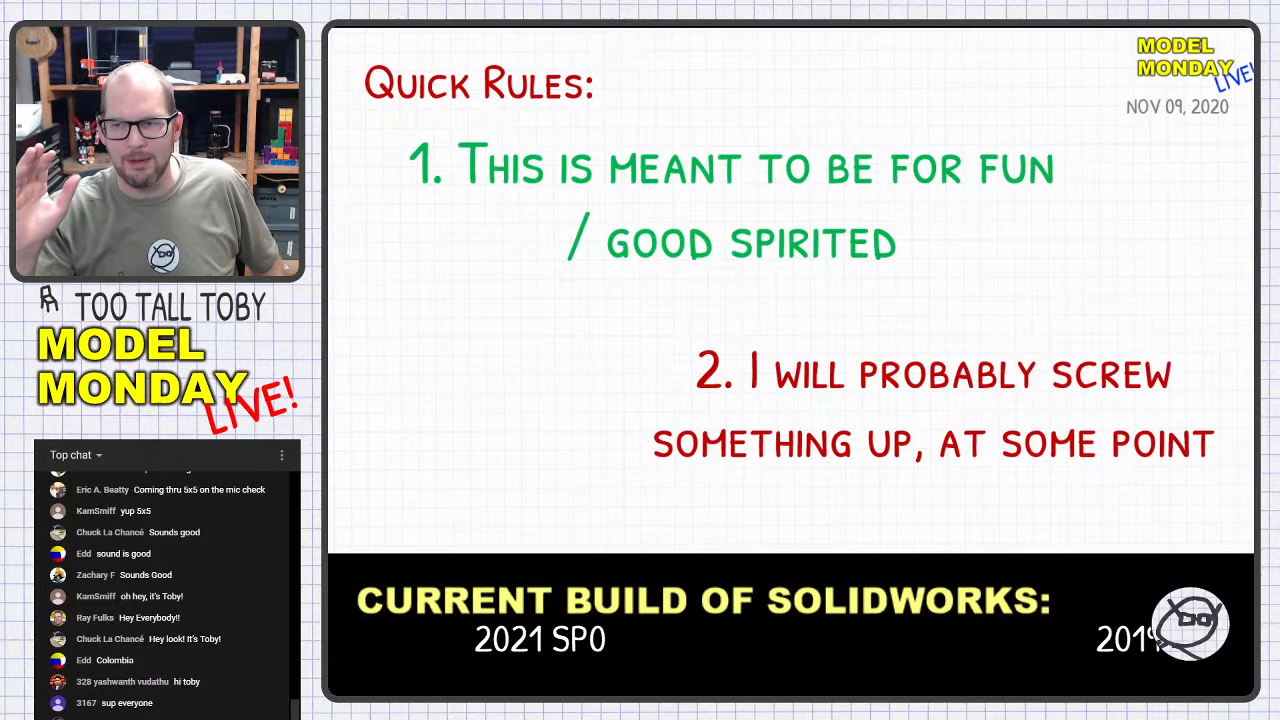 QUICK RULES:
MODEL
MONDAY
LIVE!
NOV 09, 2020
1. THIS IS MEANT TO BE FOR FUN
/ GOOD SPIRITED
2. I WILL PROBABLY SCREW
SOMETHING UP, AT SOME POINT
TOO TALL TOBY
MODEL
MONDAY
LIVE!
Top chat
Eric A. Beatty Coming thru 5x5 on the mic check
KamSmiff yup 5x5
Chuck La Chancé Sounds good
Edd sound is good
Zachary F Sounds Good
KamSmiff oh hey, it's Toby!
Ray Fulks Hey Everybody!!
Chuck La Chancé Hey look! It's Toby!
Edd Colombia
328 yashwanth vudathu hi toby
3167 sup everyone
CURRENT BUILD OF SOLIDWORKS:
2021 SP0
2019